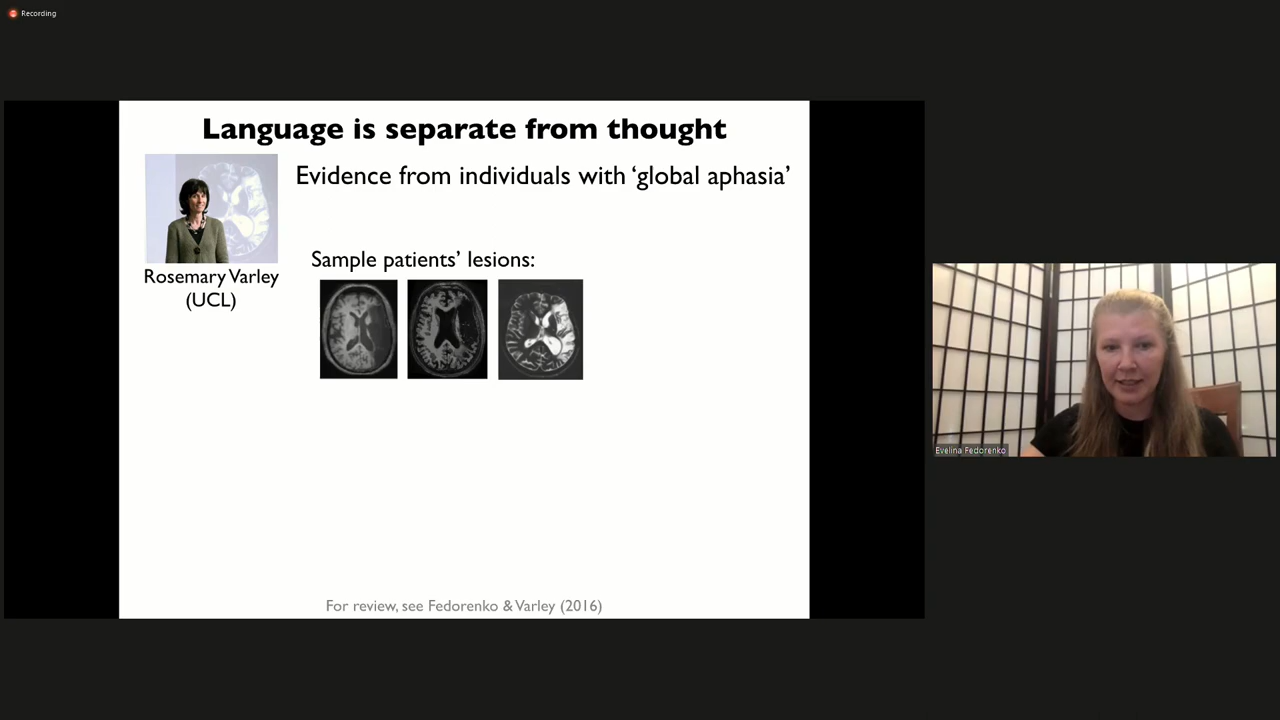 Recording
Language is separate from thought
Evidence from individuals with ‘global aphasia’
Rosemary Varley
(UCL)
Sample patients’ lesions:
For review, see Fedorenko & Varley (2016)
Evelina Fedorenko